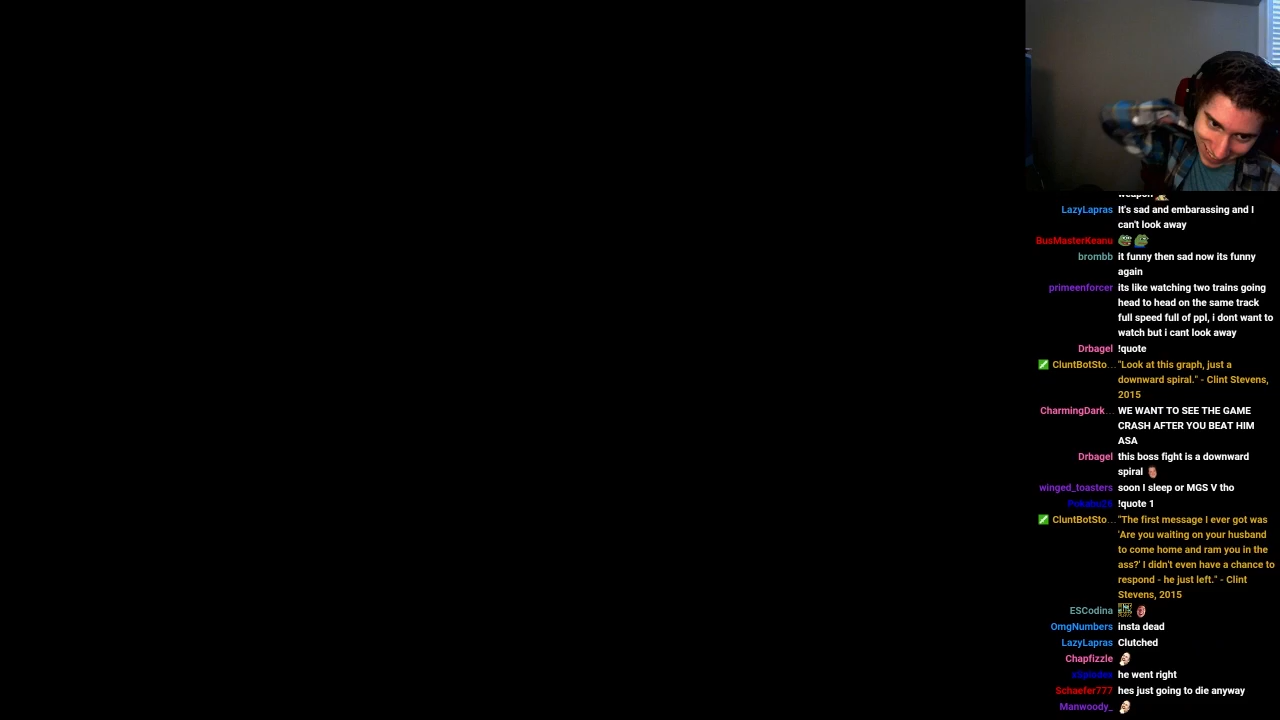 LazyLapras It's sad and embarassing and I
can't look away
BusMasterKeanu
brombb it funny then sad now its funny
again
primeenforcer its like watching two trains going
head to head on the same track
full speed full of ppl, i dont want to
watch but i cant look away
Drbagel !quote
CluntBotSto... "Look at this graph, just a
downward spiral." - Clint Stevens,
2015
CharmingDark... WE WANT TO SEE THE GAME
CRASH AFTER YOU BEAT HIM
ASA
Drbagel this boss fight is a downward
spiral
winged_toasters soon I sleep or MGS V tho
!quote 1
CluntBotSto... "The first message I ever got was
'Are you waiting on your husband
to come home and ram you in the
ass?' I didn't even have a chance to
respond - he just left." - Clint
Stevens, 2015
ESCodina
OmgNumbers insta dead
LazyLapras Clutched
Chapfizzle
he went right
Schaefer777 hes just going to die anyway
Manwoody_